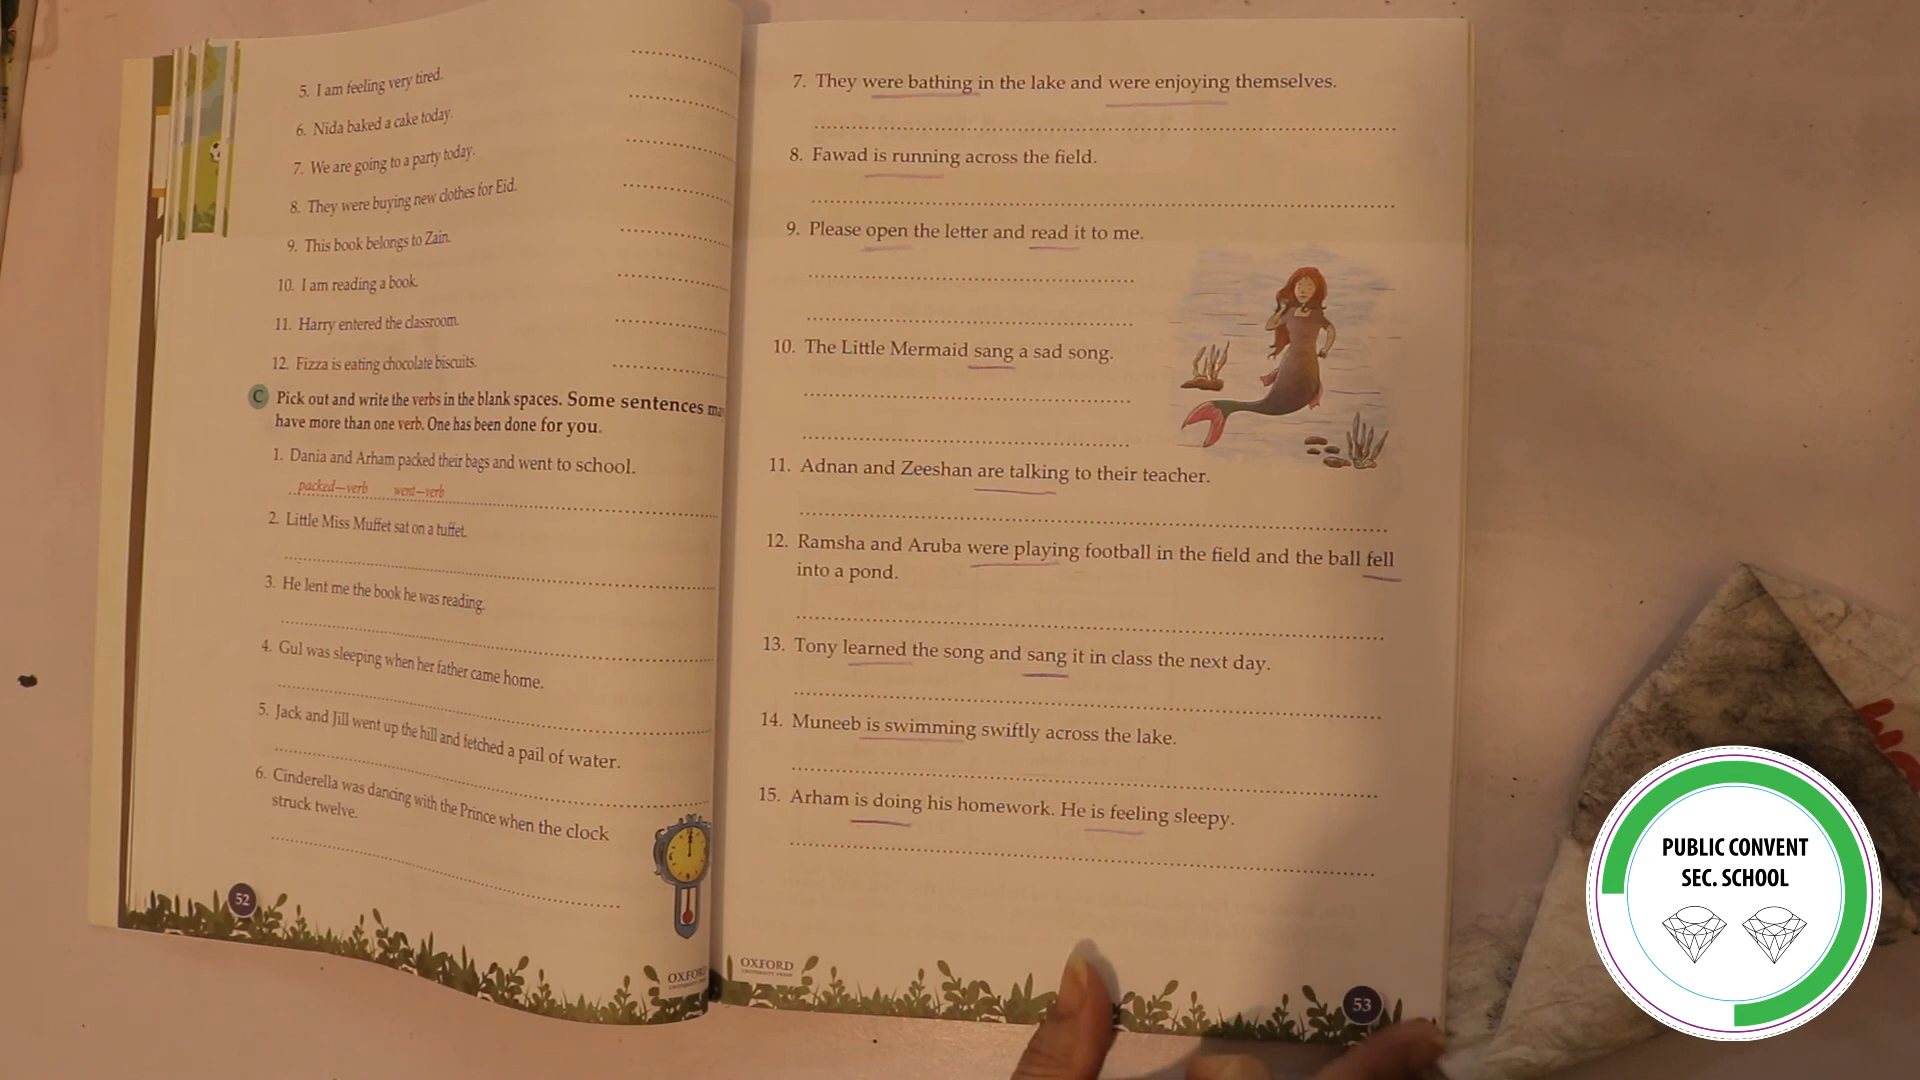 5. I am feeling very tired.
6. Nida baked a cake today.
7. We are going to a party today.
8. They were buying new clothes for Eid.
9. This book belongs to Zain.
10. I am reading a book.
11. Harry entered the classroom.
12. Fizza is eating chocolate biscuits.
C Pick out and write the verbs in the blank spaces. Some sentences
have more than one verb. One has been done for you.
1. Dania and Arham packed their bags and went to school.
packed—verb went—verb
2. Little Miss Muffet sat on a tuffet.
3. He lent me the book he was reading.
4. Gul was sleeping when her father came home.
5. Jack and Jill went up the hill and fetched a pail of water.
6. Cinderella was dancing with the Prince when the clock
struck twelve.
52
OXFORD
7. They were bathing in the lake and were enjoying themselves.
8. Fawad is running across the field.
9. Please open the letter and read it to me.
10. The Little Mermaid sang a sad song.
11. Adnan and Zeeshan are talking to their teacher.
12. Ramsha and Aruba were playing football in the field and the ball fell
into a pond.
13. Tony learned the song and sang it in class the next day.
14. Muneeb is swimming swiftly across the lake.
15. Arham is doing his homework. He is feeling sleepy.
OXFORD
UNIVERSITY PRESS
53
PUBLIC CONVENT
SEC. SCHOOL